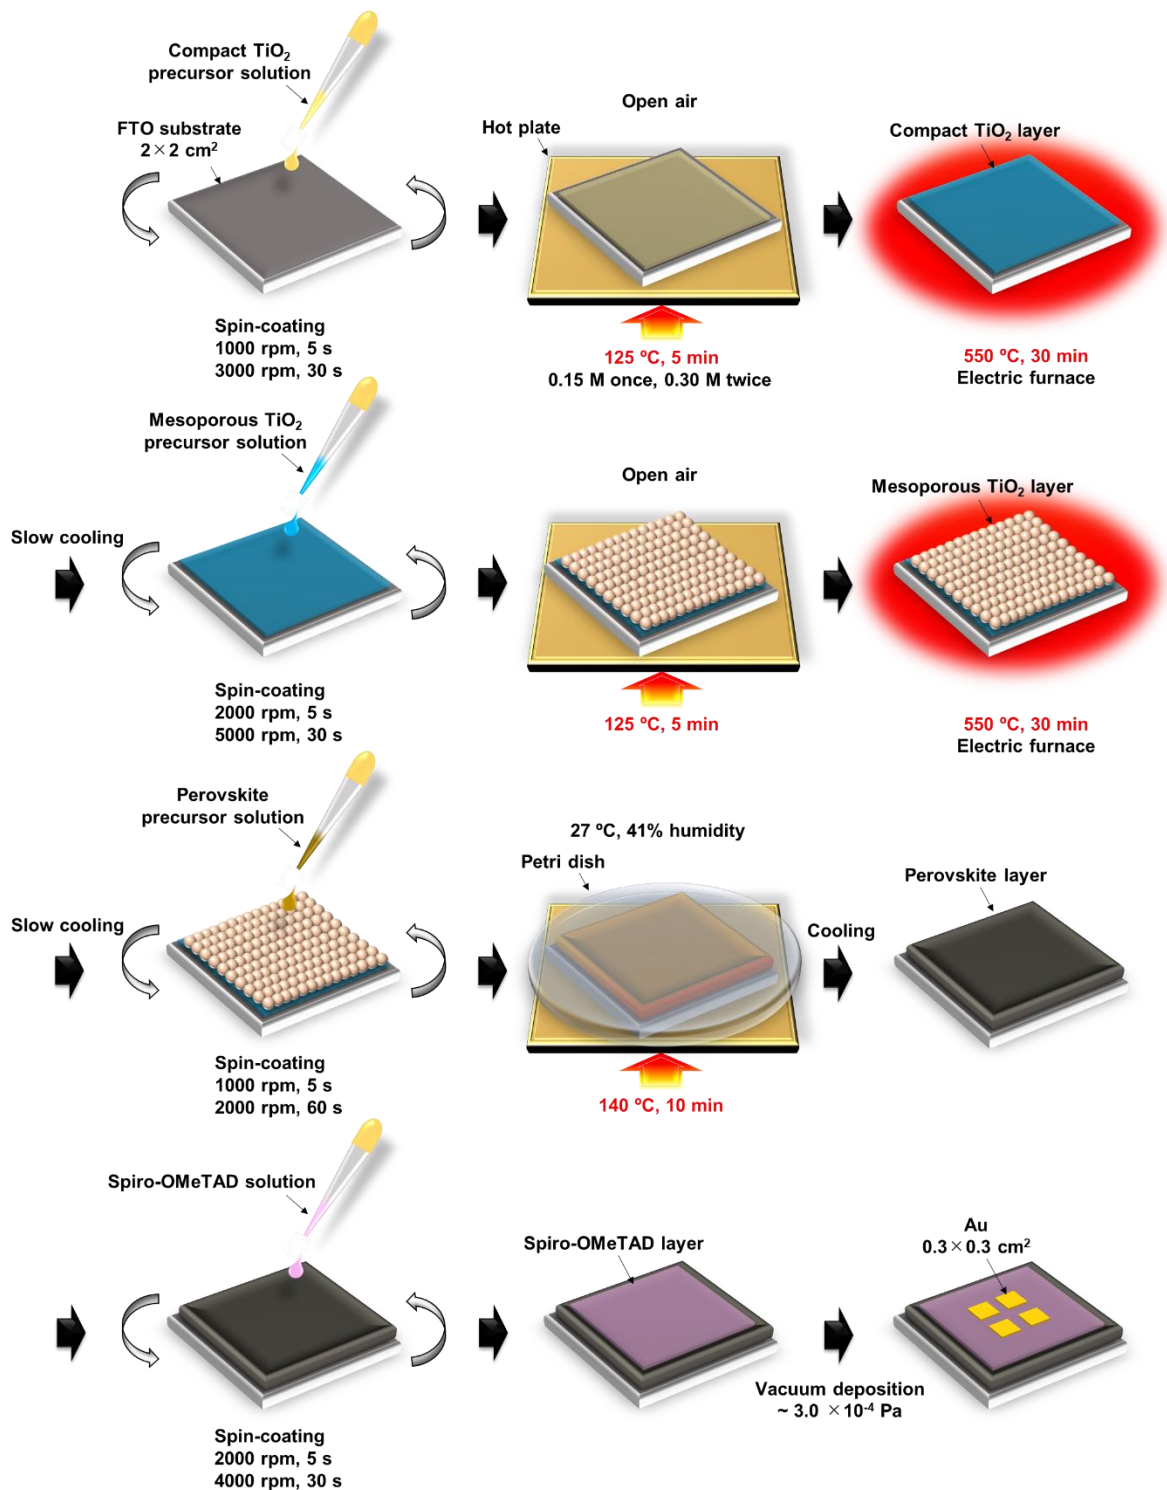 Compact TiO₂
precursor solution
FTO substrate
2×2 cm²
Spin-coating
1000 rpm, 5 s
3000 rpm, 30 s
Open air
Hot plate
125 ºC, 5 min
0.15 M once, 0.30 M twice
Compact TiO₂ layer
550 ºC, 30 min
Electric furnace
Slow cooling
Mesoporous TiO₂
precursor solution
Spin-coating
2000 rpm, 5 s
5000 rpm, 30 s
Open air
125 ºC, 5 min
Mesoporous TiO₂ layer
550 ºC, 30 min
Electric furnace
Slow cooling
Perovskite
precursor solution
Spin-coating
1000 rpm, 5 s
2000 rpm, 60 s
27 ºC, 41% humidity
Petri dish
140 ºC, 10 min
Cooling
Perovskite layer
Spiro-OMeTAD solution
Spin-coating
2000 rpm, 5 s
4000 rpm, 30 s
Spiro-OMeTAD layer
Vacuum deposition
~ 3.0 ×10⁻⁴ Pa
Au
0.3×0.3 cm²